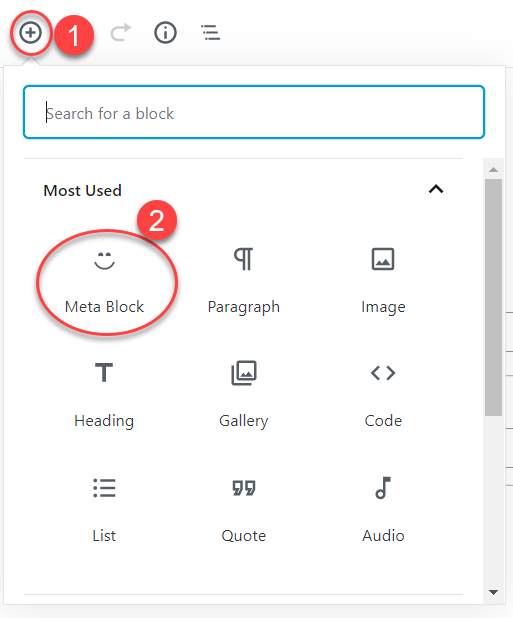 1
Search for a block
Most Used
2
Meta Block Paragraph Image
Heading Gallery Code
List Quote Audio